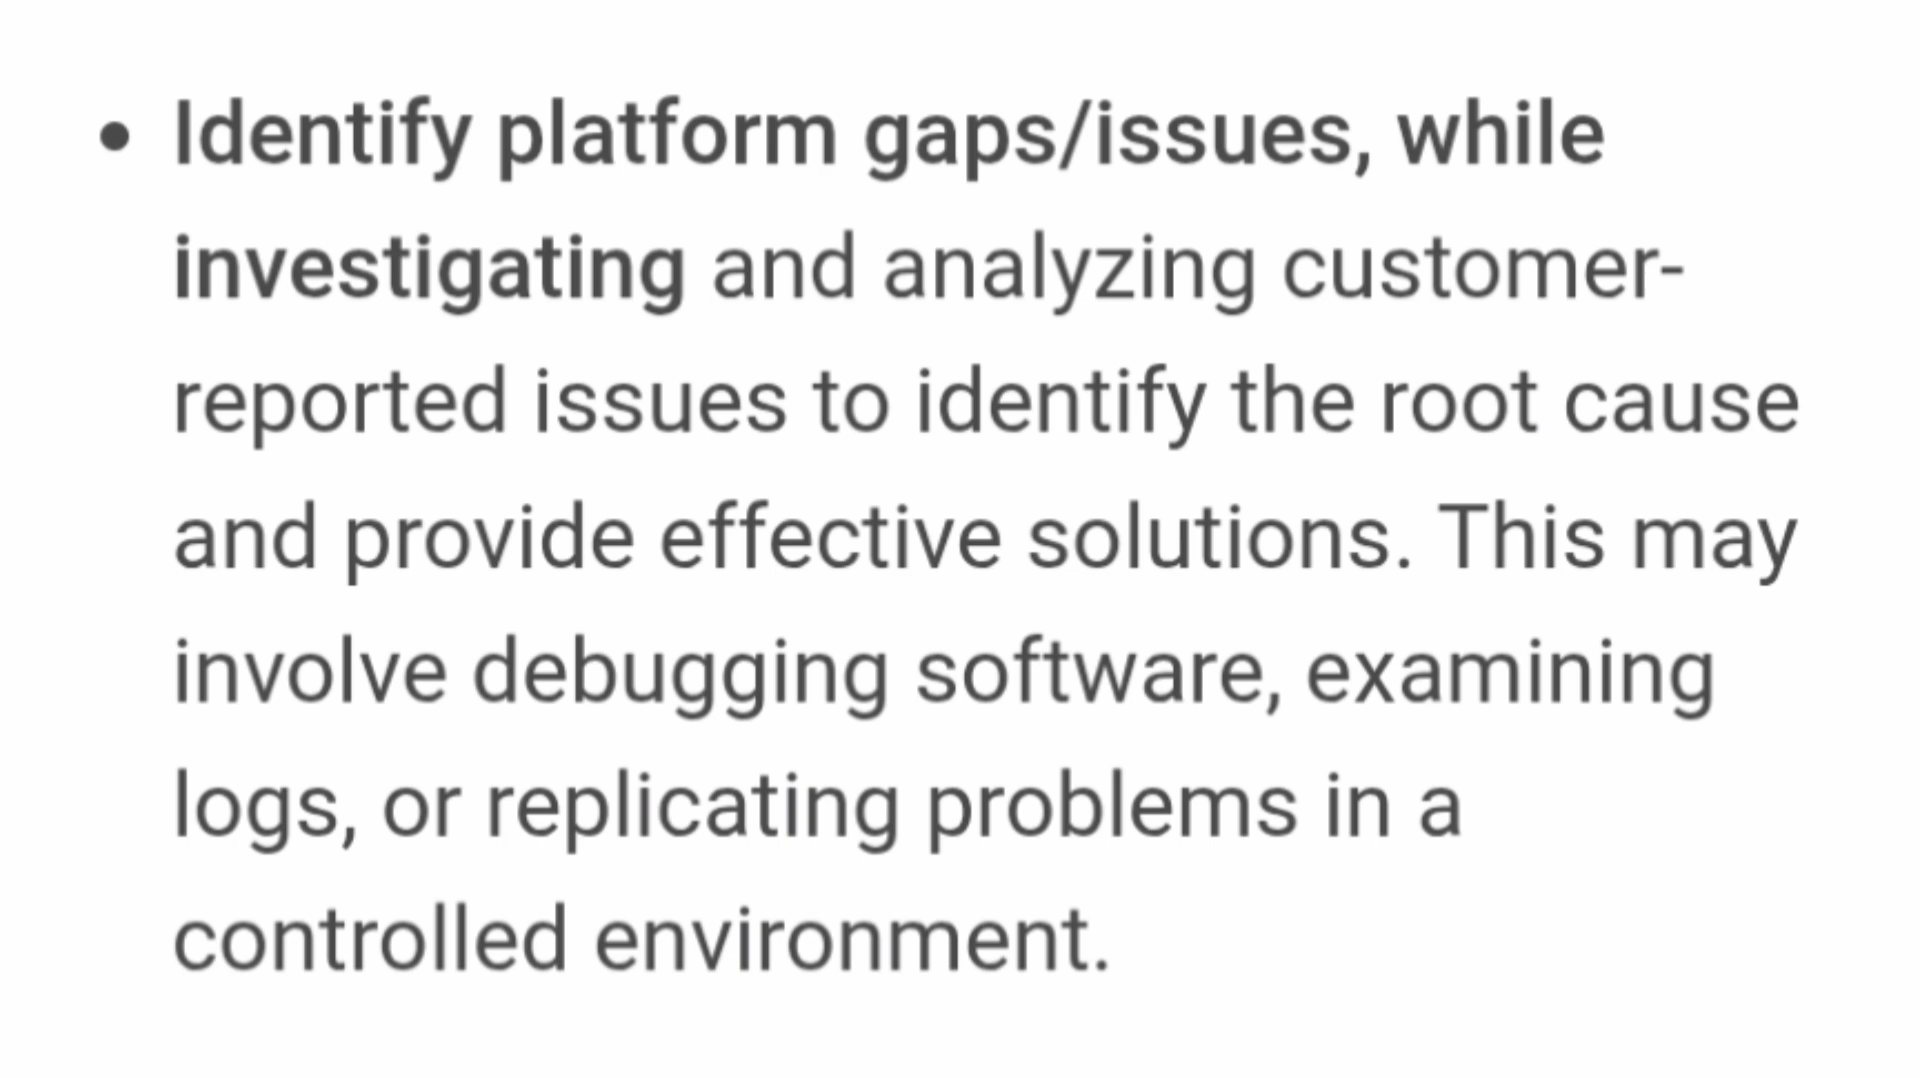 • Identify platform gaps/issues, while
investigating and analyzing customer-
reported issues to identify the root cause
and provide effective solutions. This may
involve debugging software, examining
logs, or replicating problems in a
controlled environment.